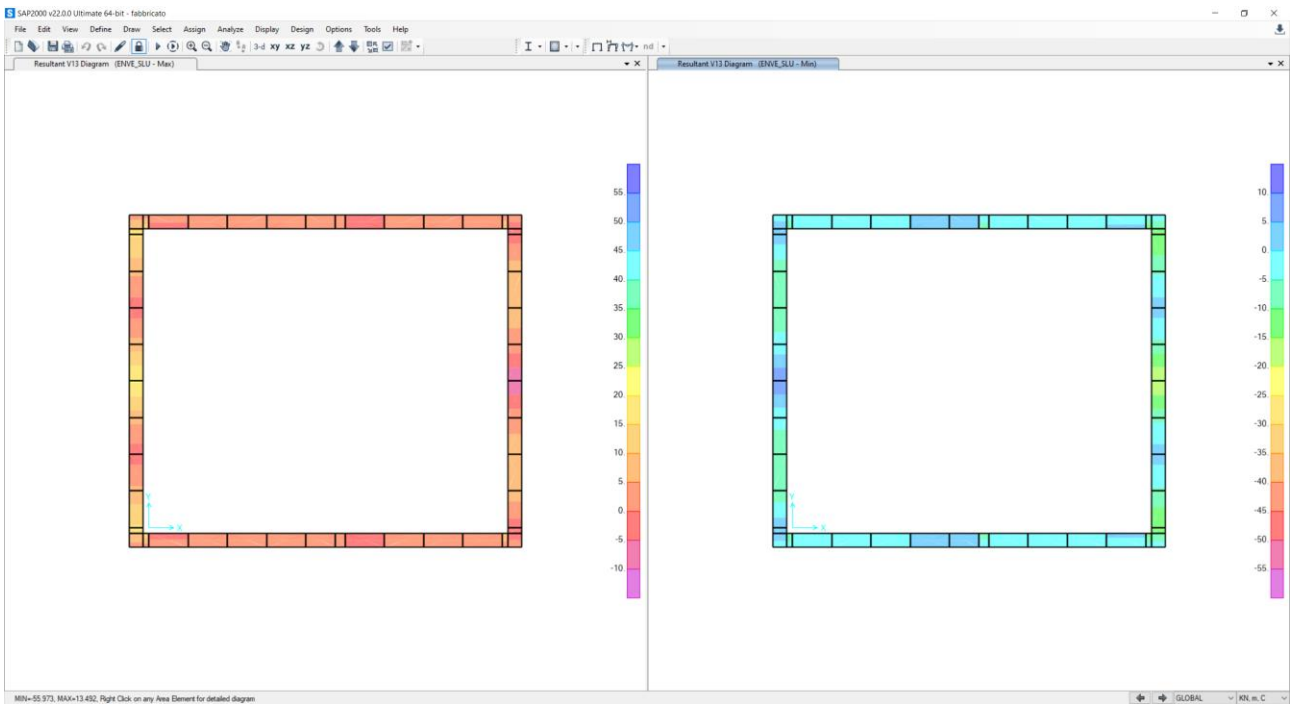 SAP2000 v22.0.0 Ultimate 64-bit - fabbricato
File Edit View Define Draw Select Assign Analyze Display Design Options Tools Help
3-d xy xz yz nd
Resultant V13 Diagram (ENVE_SLU - Max)
Resultant V13 Diagram (ENVE_SLU - Min)
55.
50.
45.
40.
35.
30.
25.
20.
15.
10.
5.
0.
-5.
-10.
Y
X
10.
5.
0.
-5.
-10.
-15.
-20.
-25.
-30.
-35.
-40.
-45.
-50.
-55.
Y
X
MIN=-55.973, MAX=13.492, Right Click on any Area Element for detailed diagram
GLOBAL
KN, m, C